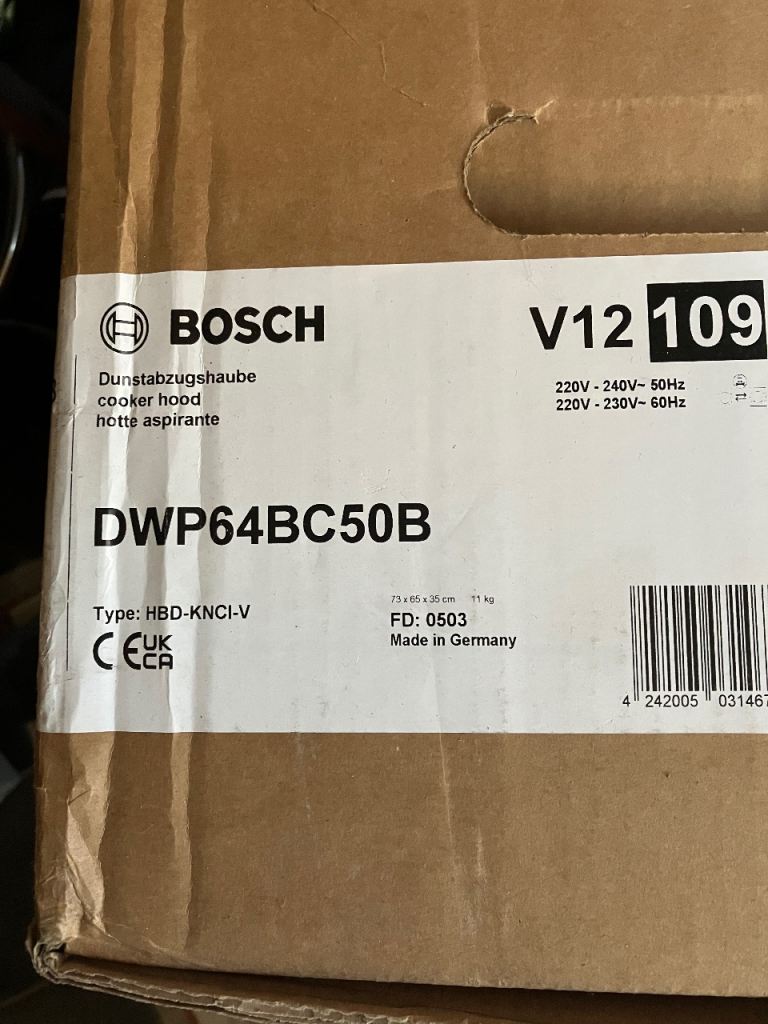 BOSCH
V12 109
Dunstabzugshaube
cooker hood
hotte aspirante
220V - 240V~ 50Hz
220V - 230V~ 60Hz
DWP64BC50B
Type: HBD-KNCI-V
73 x 65 x 35 cm 11 kg
FD: 0503
Made in Germany
CE UK
CA
4 242005 031467